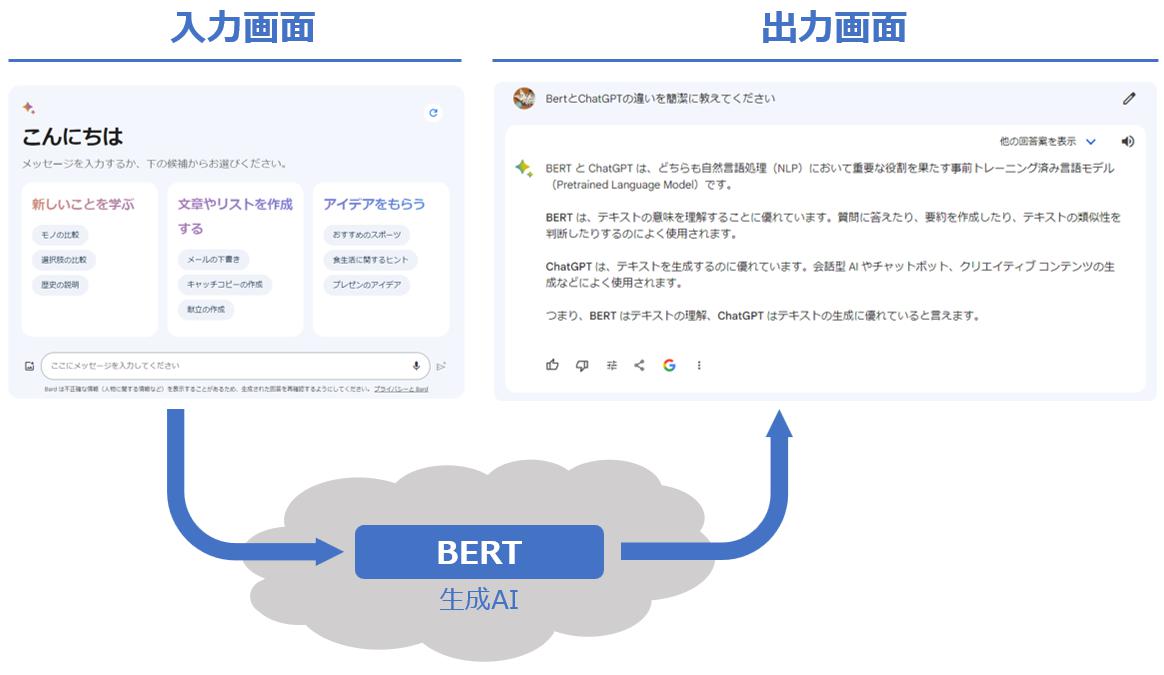 入力画面
出力画面
こんにちは
メッセージを入力するか、下の候補からお選びください。
新しいことを学ぶ
モノの比較
選択肢の比較
歴史の説明
文章やリストを作成
する
メールの下書き
キャッチコピーの作成
献立の作成
アイデアをもらう
おすすめのスポーツ
食生活に関するヒント
プレゼンのアイデア
ここにメッセージを入力してください
Bard は不正確な情報（人物に関する情報など）を表示することがあるため、生成された回答を再確認するようにしてください。 プライバシーと Bard
BertとChatGPTの違いを簡潔に教えてください
他の回答案を表示
BERT と ChatGPT は、どちらも自然言語処理（NLP）において重要な役割を果たす事前トレーニング済み言語モデル
（Pretrained Language Model）です。
BERT は、テキストの意味を理解することに優れています。質問に答えたり、要約を作成したり、テキストの類似性を
判断したりするのによく使用されます。
ChatGPT は、テキストを生成するのに優れています。会話型 AI やチャットボット、クリエイティブ コンテンツの生
成などによく使用されます。
つまり、BERT はテキストの理解、ChatGPT はテキストの生成に優れていると言えます。
BERT
生成AI